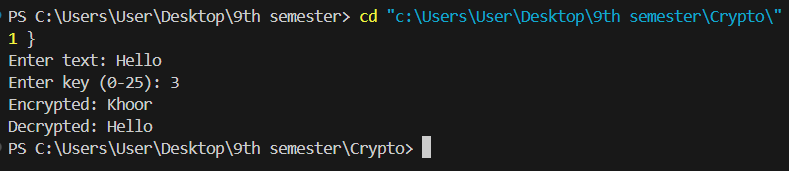 PS C:\Users\User\Desktop\9th semester> cd "c:\Users\User\Desktop\9th semester\Crypto\"
1 }
Enter text: Hello
Enter key (0-25): 3
Encrypted: Khoor
Decrypted: Hello
PS C:\Users\User\Desktop\9th semester\Crypto>